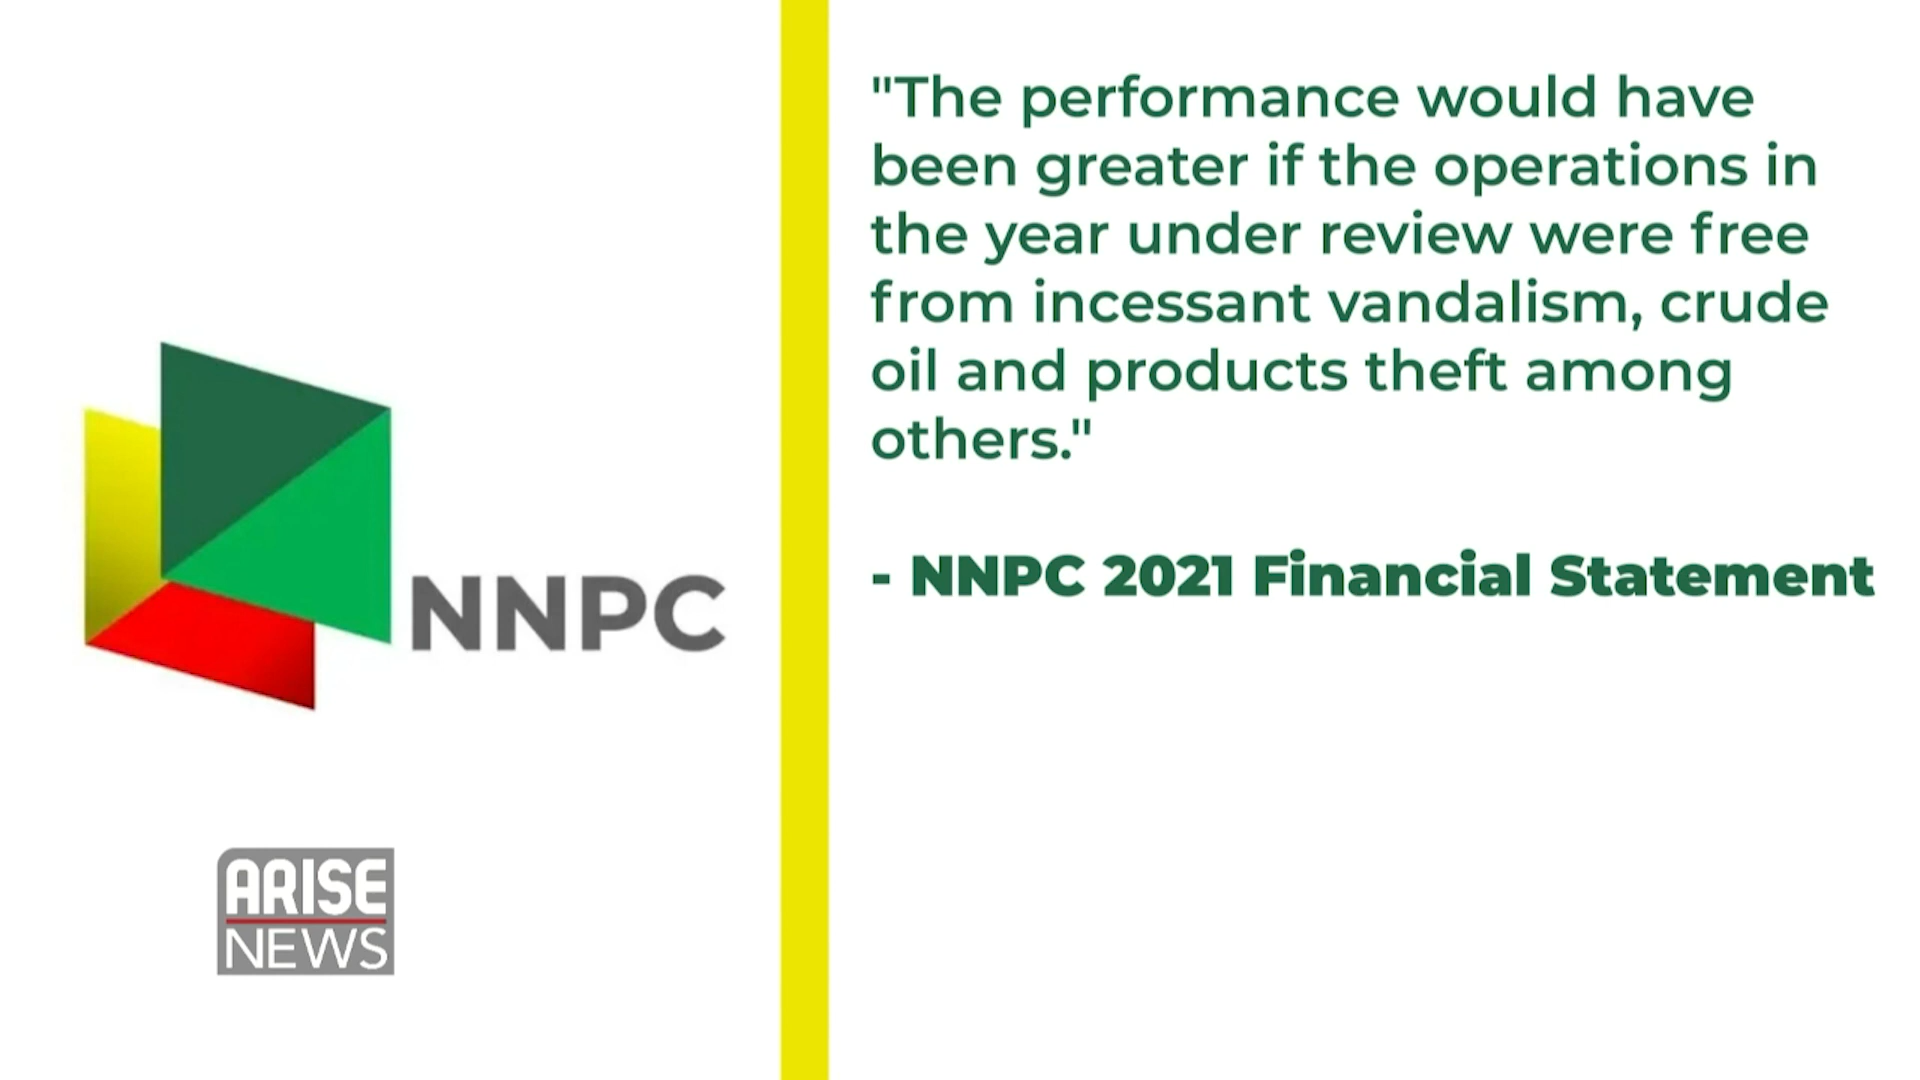 "The performance would have
been greater if the operations in
the year under review were free
from incessant vandalism, crude
oil and products theft among
others."
- NNPC 2021 Financial Statement
NNPC
ARISE
NEWS